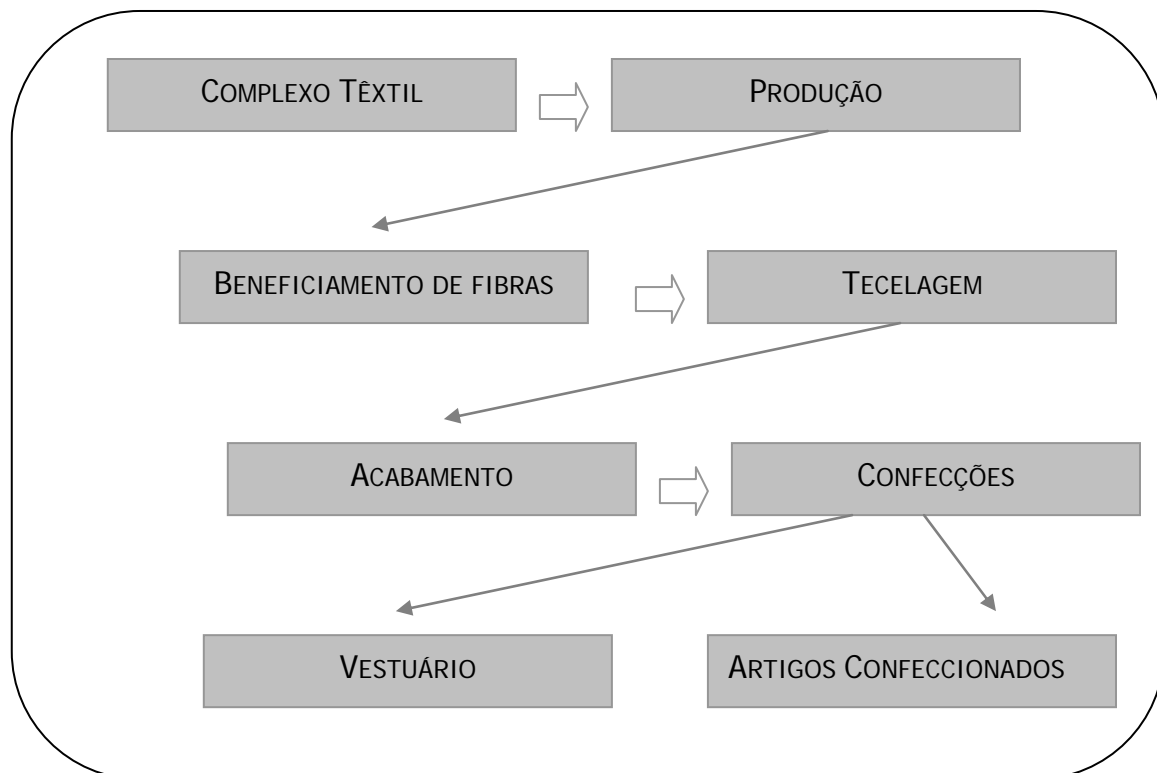 COMPLEXO TÊXTIL
PRODUÇÃO
BENEFICIAMENTO DE FIBRAS
TECELAGEM
ACABAMENTO
CONFECÇÕES
VESTUÁRIO
ARTIGOS CONFECCIONADOS